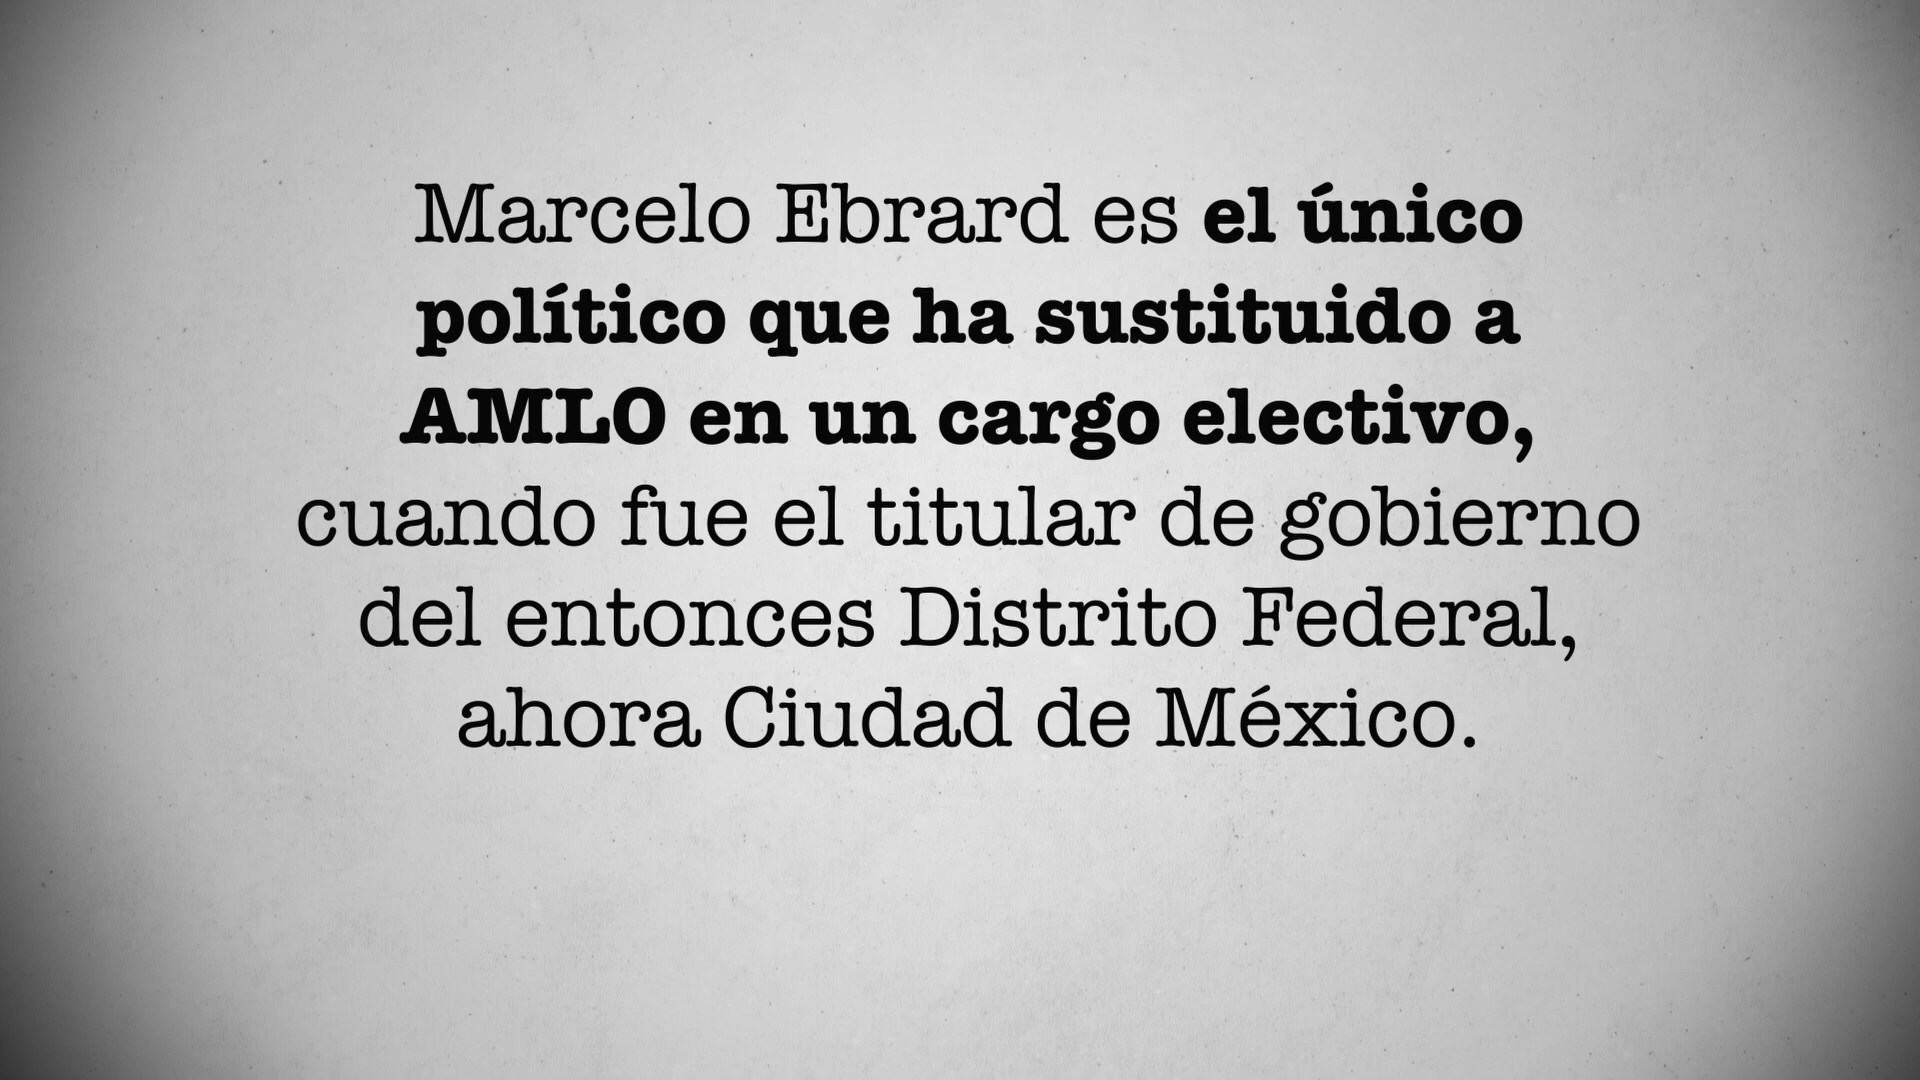 Marcelo Ebrard es el único
político que ha sustituido a
AMLO en un cargo electivo,
cuando fue el titular de gobierno
del entonces Distrito Federal,
ahora Ciudad de México.